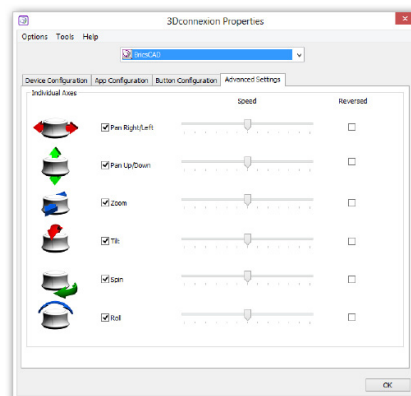 3Dconnexion Properties
Options Tools Help
BricsCAD
Device Configuration App Configuration Button Configuration Advanced Settings
Individual Axes
Speed Reversed
Pan Right/Left
Pan Up/Down
Zoom
Tilt
Spin
Roll
OK